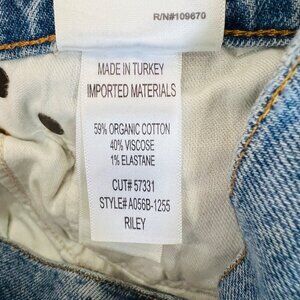 R/N#109670
MADE IN TURKEY
IMPORTED MATERIALS
59% ORGANIC COTTON
40% VISCOSE
1% ELASTANE
CUT# 57331
STYLE# A056B-1255
RILEY